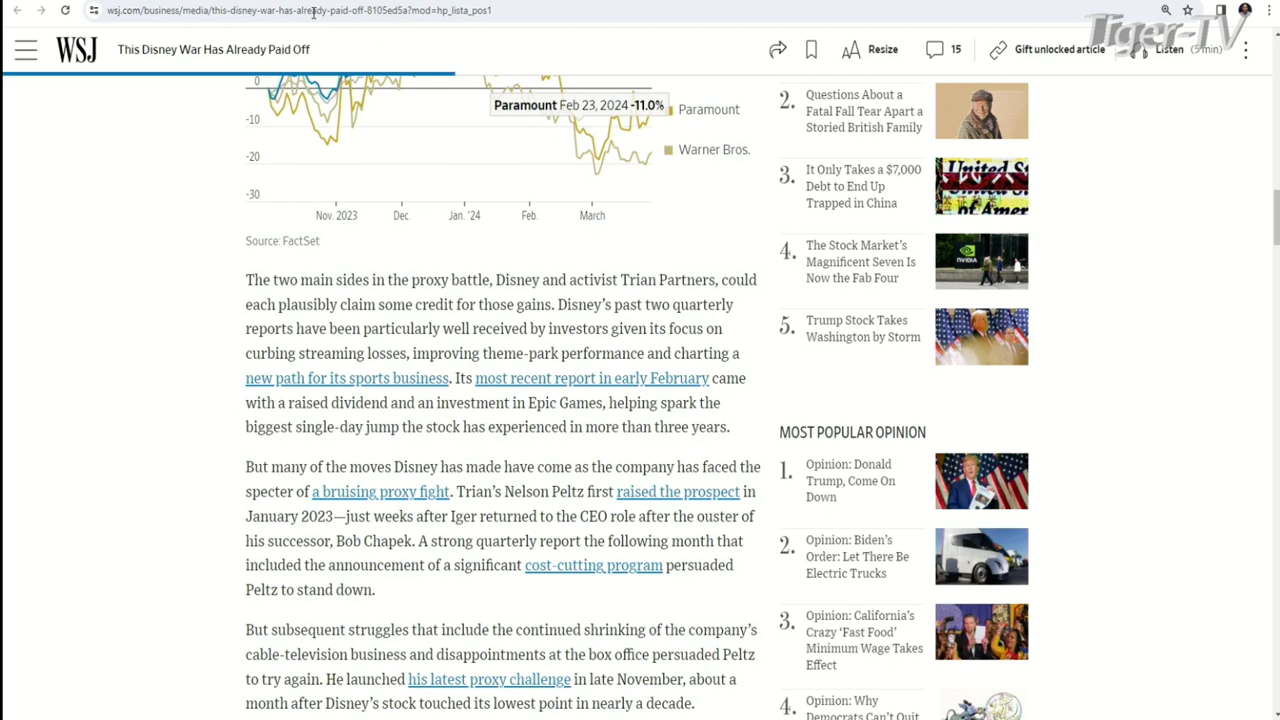 wsj.com/business/media/this-disney-war-has-already-paid-off-8105ed5a?mod=hp_lista_pos1
Tiger-TV
WSJ
This Disney War Has Already Paid Off
AA Resize
15
Gift unlocked article
Listen (5 min)
0
-10
-20
-30
Paramount Feb 23, 2024 -11.0%
Paramount
Warner Bros.
Nov. 2023
Dec.
Jan. '24
Feb.
March
Source: FactSet
The two main sides in the proxy battle, Disney and activist Trian Partners, could
each plausibly claim some credit for those gains. Disney's past two quarterly
reports have been particularly well received by investors given its focus on
curbing streaming losses, improving theme-park performance and charting a
new path for its sports business. Its most recent report in early February came
with a raised dividend and an investment in Epic Games, helping spark the
biggest single-day jump the stock has experienced in more than three years.
But many of the moves Disney has made have come as the company has faced the
specter of a bruising proxy fight. Trian's Nelson Peltz first raised the prospect in
January 2023—just weeks after Iger returned to the CEO role after the ouster of
his successor, Bob Chapek. A strong quarterly report the following month that
included the announcement of a significant cost-cutting program persuaded
Peltz to stand down.
But subsequent struggles that include the continued shrinking of the company's
cable-television business and disappointments at the box office persuaded Peltz
to try again. He launched his latest proxy challenge in late November, about a
month after Disney's stock touched its lowest point in nearly a decade.
2.
Questions About a
Fatal Fall Tear Apart a
Storied British Family
3.
It Only Takes a $7,000
Debt to End Up
Trapped in China
United St
of Amer
4.
The Stock Market's
Magnificent Seven Is
Now the Fab Four
NVIDIA
5.
Trump Stock Takes
Washington by Storm
MOST POPULAR OPINION
1.
Opinion: Donald
Trump, Come On
Down
2.
Opinion: Biden's
Order: Let There Be
Electric Trucks
3.
Opinion: California's
Crazy 'Fast Food'
Minimum Wage Takes
Effect
4.
Opinion: Why
Democrats Can't Quit